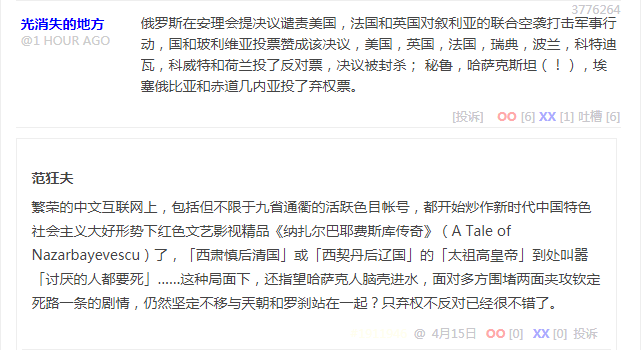 3776264
光消失的地方
@1 HOUR AGO
俄罗斯在安理会提决议谴责美国，法国和英国对叙利亚的联合空袭打击军事行
动，国和玻利维亚投票赞成该决议，美国，英国，法国，瑞典，波兰，科特迪
瓦，科威特和荷兰投了反对票，决议被封杀； 秘鲁，哈萨克斯坦（！），埃
塞俄比亚和赤道几内亚投了弃权票。
[投诉] OO [6] XX [1] 吐槽 [6]
范狂夫
繁荣的中文互联网上，包括但不限于九省通衢的活跃色目帐号，都开始炒作新时代中国特色
社会主义大好形势下红色文艺影视精品《纳扎尔巴耶费斯库传奇》（ A Tale of
Nazarbayevescu ）了，「西肃慎后清国」或「西契丹后辽国」的「太祖高皇帝」到处叫嚣
「讨厌的人都要死」……这种局面下，还指望哈萨克人脑壳进水，面对多方围堵两面夹攻钦定
死路一条的剧情，仍然坚定不移与天朝和罗刹站在一起？只弃权不反对已经很不错了。
@ 4月15日 OO [0] XX [0] 投诉